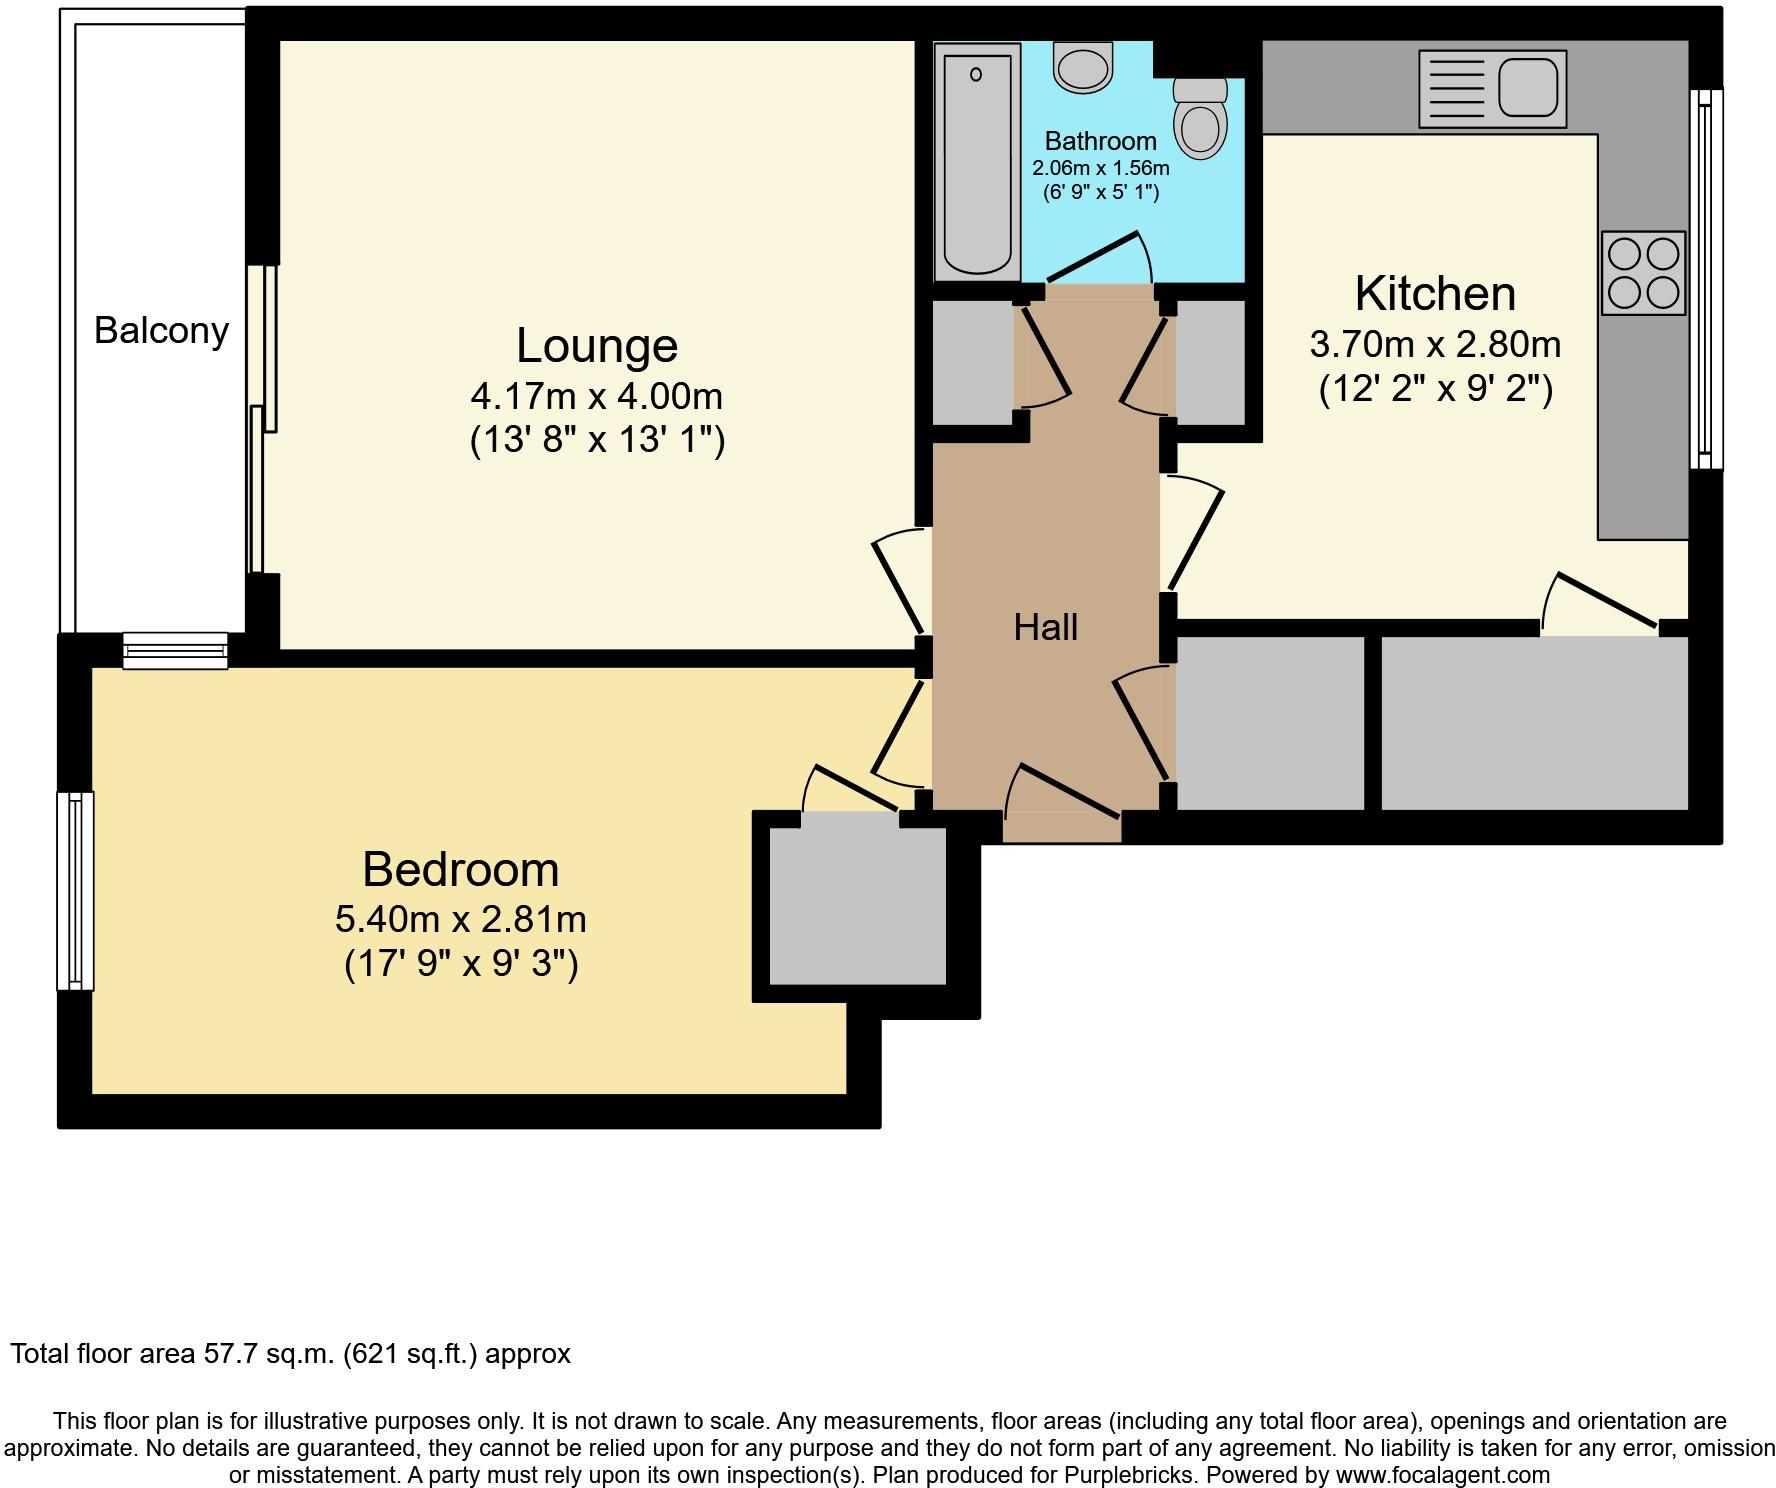 Bathroom
2.06m x 1.56m
(6' 9" x 5' 1")
Balcony
Lounge
4.17m x 4.00m
(13' 8" x 13' 1")
Kitchen
3.70m x 2.80m
(12' 2" x 9' 2")
Hall
Bedroom
5.40m x 2.81m
(17' 9" x 9' 3")
Total floor area 57.7 sq.m. (621 sq.ft.) approx
This floor plan is for illustrative purposes only. It is not drawn to scale. Any measurements, floor areas (including any total floor area), openings and orientation are
approximate. No details are guaranteed, they cannot be relied upon for any purpose and they do not form part of any agreement. No liability is taken for any error, omission
or misstatement. A party must rely upon its own inspection(s). Plan produced for Purplebricks. Powered by www.focalagent.com